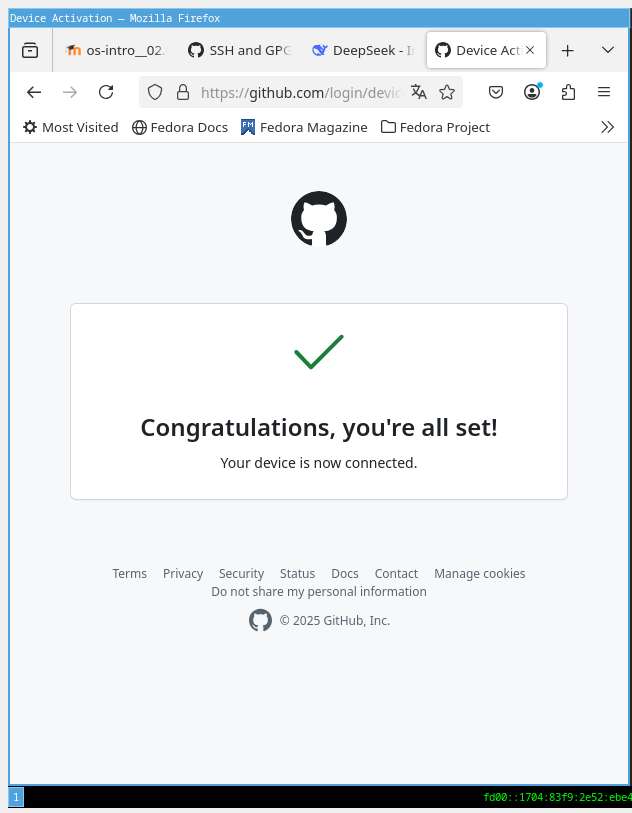 Device Activation — Mozilla Firefox
os-intro__02. SSH and GPG DeepSeek - I Device Acti
https://github.com/login/device
Most Visited Fedora Docs Fedora Magazine Fedora Project
Congratulations, you're all set!
Your device is now connected.
Terms Privacy Security Status Docs Contact Manage cookies
Do not share my personal information
© 2025 GitHub, Inc.
1 fd00::1704:83f9:2e52:ebe4